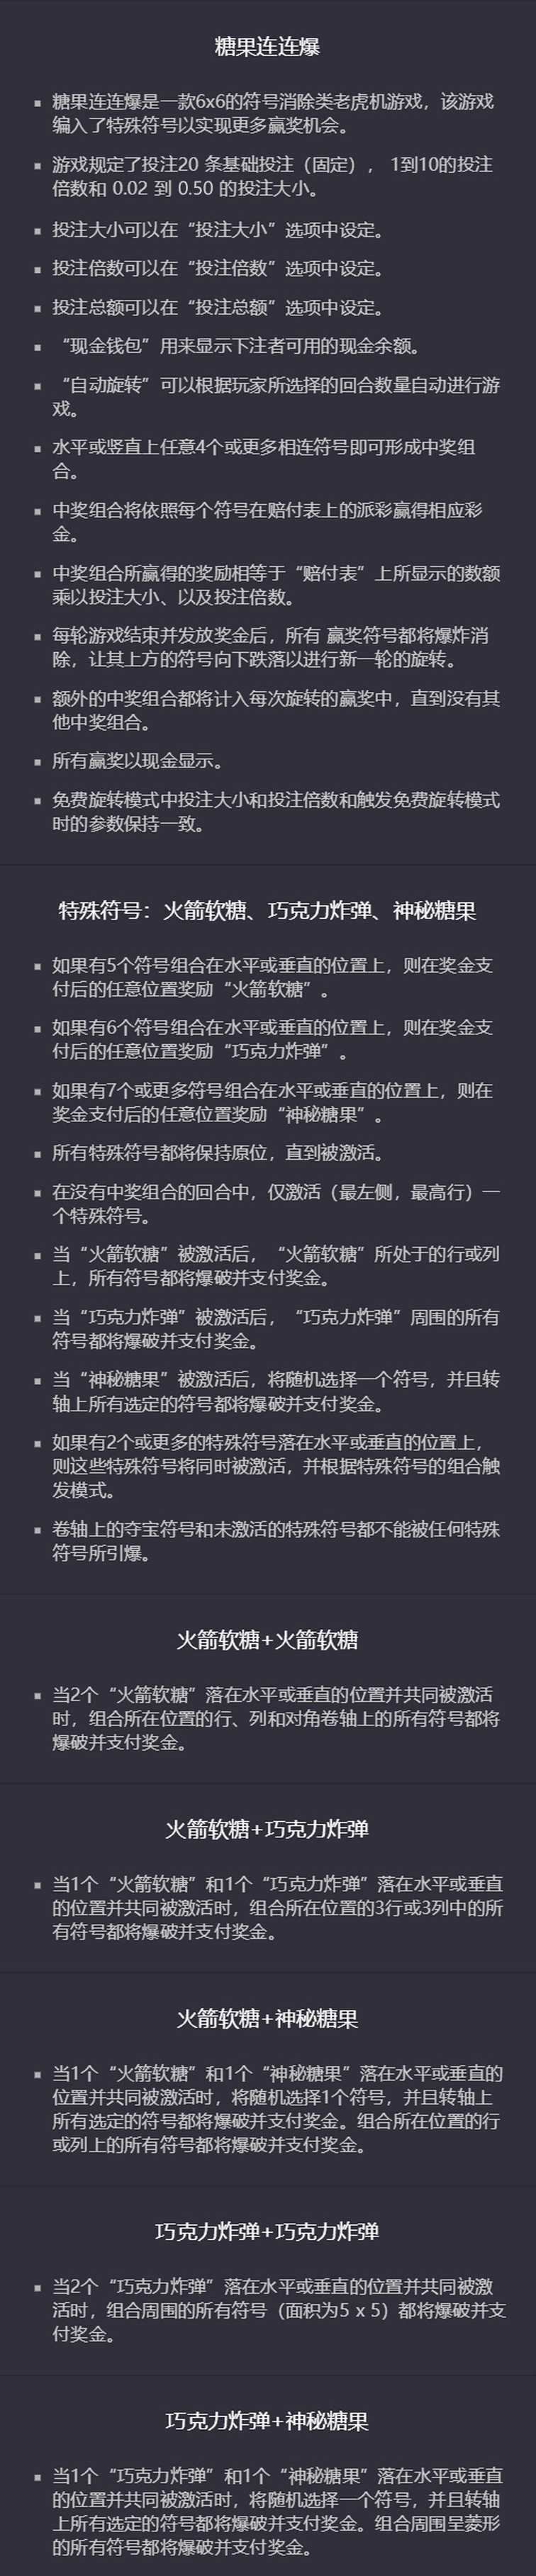 糖果连连爆
糖果连连爆是一款6x6的符号消除类老虎机游戏，该游戏
编入了特殊符号以实现更多赢奖机会。
游戏规定了投注20 条基础投注（固定）， 1到10的投注
倍数和 0.02 到 0.50 的投注大小。
投注大小可以在“投注大小”选项中设定。
投注倍数可以在“投注倍数”选项中设定。
投注总额可以在“投注总额”选项中设定。
“现金钱包”用来显示下注者可用的现金余额。
“自动旋转”可以根据玩家所选择的回合数量自动进行游
戏。
水平或竖直上任意4个或更多相连符号即可形成中奖组
合。
中奖组合将依照每个符号在赔付表上的派彩赢得相应彩
金。
中奖组合所赢得的奖励相等于“赔付表”上所显示的数额
乘以投注大小、以及投注倍数。
每轮游戏结束并发放奖金后，所有 赢奖符号都将爆炸消
除，让其上方的符号向下跌落以进行新一轮的旋转。
额外的中奖组合都将计入每次旋转的赢奖中，直到没有其
他中奖组合。
所有赢奖以现金显示。
免费旋转模式中投注大小和投注倍数和触发免费旋转模式
时的参数保持一致。
特殊符号：火箭软糖、巧克力炸弹、神秘糖果
如果有5个符号组合在水平或垂直的位置上，则在奖金支
付后的任意位置奖励“火箭软糖”。
如果有6个符号组合在水平或垂直的位置上，则在奖金支
付后的任意位置奖励“巧克力炸弹”。
如果有7个或更多符号组合在水平或垂直的位置上，则在
奖金支付后的任意位置奖励“神秘糖果”。
所有特殊符号都将保持原位，直到被激活。
在没有中奖组合的回合中，仅激活（最左侧，最高行）一
个特殊符号。
当“火箭软糖”被激活后，“火箭软糖”所处于的行或列
上，所有符号都将爆破并支付奖金。
当“巧克力炸弹”被激活后，“巧克力炸弹”周围的所有
符号都将爆破并支付奖金。
当“神秘糖果”被激活后，将随机选择一个符号，并且转
轴上所有选定的符号都将爆破并支付奖金。
如果有2个或更多的特殊符号落在水平或垂直的位置上，
则这些特殊符号将同时被激活，并根据特殊符号的组合触
发模式。
卷轴上的夺宝符号和未激活的特殊符号都不能被任何特殊
符号所引爆。
火箭软糖+火箭软糖
当2个“火箭软糖”落在水平或垂直的位置并共同被激活
时，组合所在位置的行、列和对角卷轴上的所有符号都将
爆破并支付奖金。
火箭软糖+巧克力炸弹
当1个“火箭软糖”和1个“巧克力炸弹”落在水平或垂直
的位置并共同被激活时，组合所在位置的3行或3列中的所
有符号都将爆破并支付奖金。
火箭软糖+神秘糖果
当1个“火箭软糖”和1个“神秘糖果”落在水平或垂直的
位置并共同被激活时，将随机选择1个符号，并且转轴上
所有选定的符号都将爆破并支付奖金。组合所在位置的行
或列上的所有符号都将爆破并支付奖金。
巧克力炸弹+巧克力炸弹
当2个“巧克力炸弹”落在水平或垂直的位置并共同被激
活时，组合周围的所有符号（面积为5 x 5）都将爆破并支
付奖金。
巧克力炸弹+神秘糖果
当1个“巧克力炸弹”和1个“神秘糖果”落在水平或垂直
的位置并共同被激活时，将随机选择一个符号，并且转轴
上所有选定的符号都将爆破并支付奖金。组合周围呈菱形
的所有符号都将爆破并支付奖金。